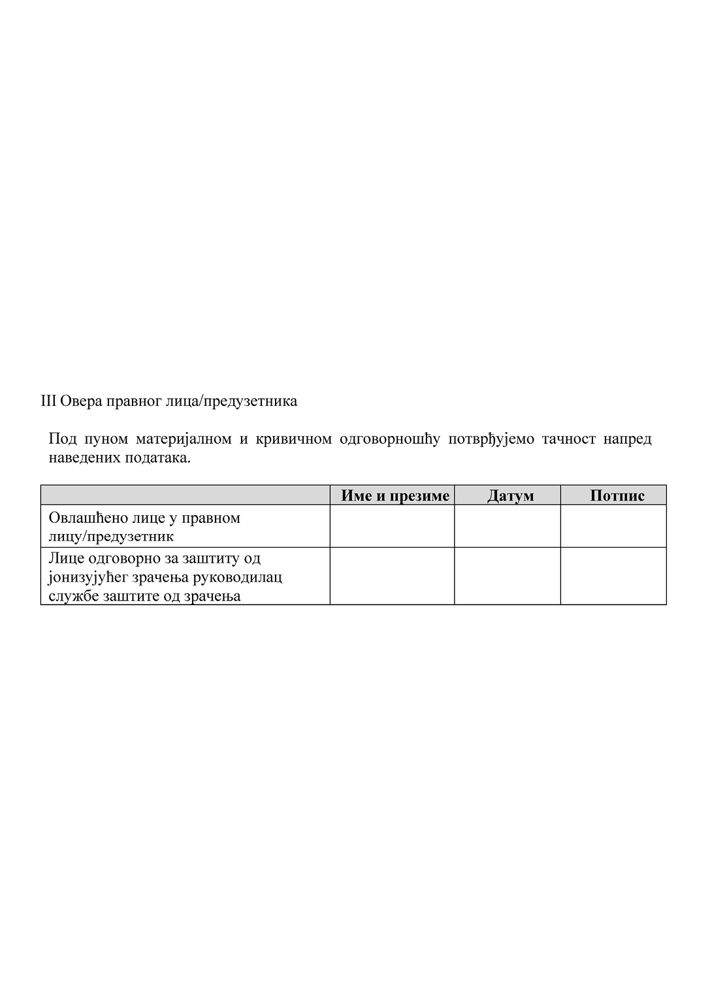 III Овера правног лица/предузетника
Под пуном материјалном и кривичном одговорношћу потврђујемо тачност напред
наведених података.
Име и презиме Датум Потпис
Овлашћено лице у правном
лицу/предузетник
Лице одговорно за заштиту од
јонизујућег зрачења руководилац
службе заштите од зрачења